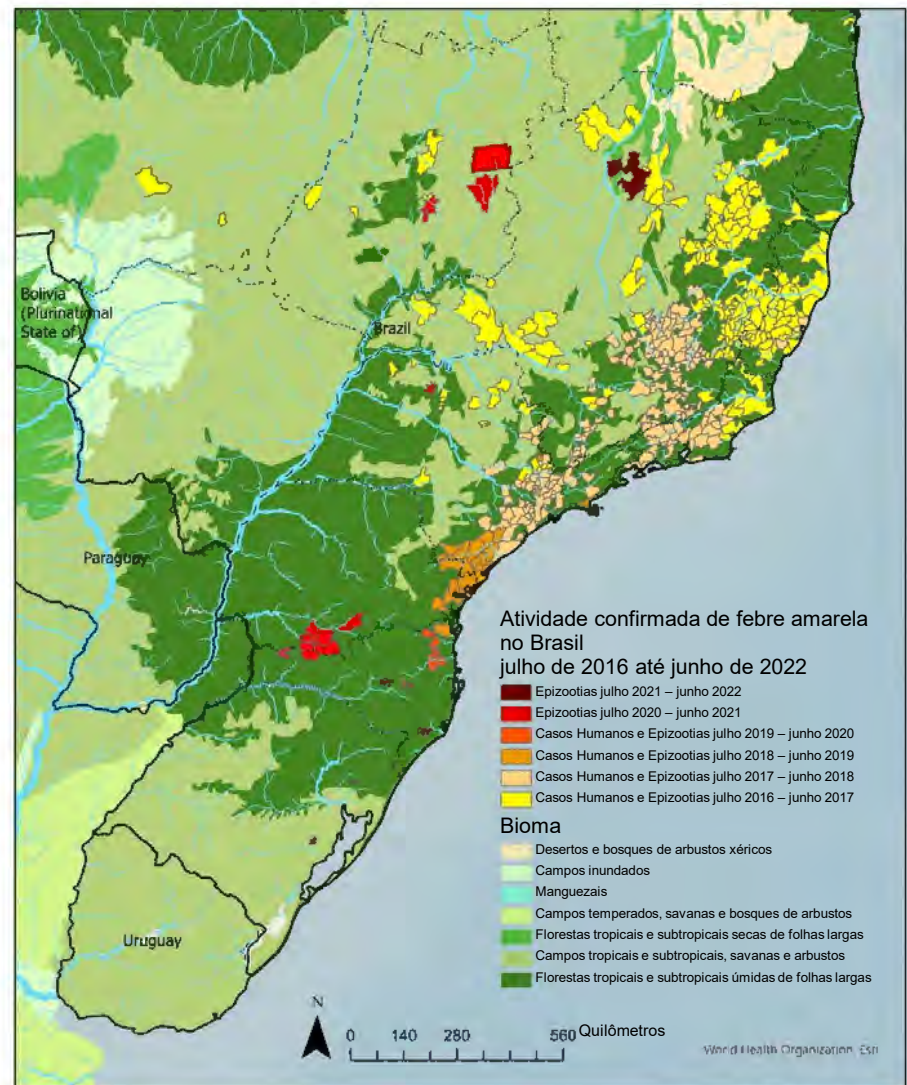 Bolivia
(Plurinational
State of)
Brazil
Paraguay
Uruguay
Atividade confirmada de febre amarela
no Brasil
julho de 2016 até junho de 2022
Epizootias julho 2021 – junho 2022
Epizootias julho 2020 – junho 2021
Casos Humanos e Epizootias julho 2019 – junho 2020
Casos Humanos e Epizootias julho 2018 – junho 2019
Casos Humanos e Epizootias julho 2017 – junho 2018
Casos Humanos e Epizootias julho 2016 – junho 2017
Bioma
Desertos e bosques de arbustos xéricos
Campos inundados
Manguezais
Campos temperados, savanas e bosques de arbustos
Florestas tropicais e subtropicais secas de folhas largas
Campos tropicais e subtropicais, savanas e arbustos
Florestas tropicais e subtropicais úmidas de folhas largas
N
0 140 280 560 Quilômetros
World Health Organization, Esri